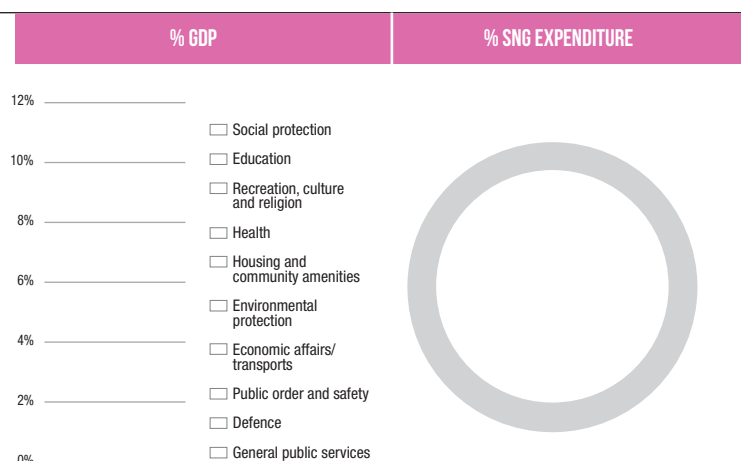 % GDP
% SNG EXPENDITURE
12%
10%
8%
6%
4%
2%
0%
Social protection
Education
Recreation, culture
and religion
Health
Housing and
community amenities
Environmental
protection
Economic affairs/
transports
Public order and safety
Defence
General public services